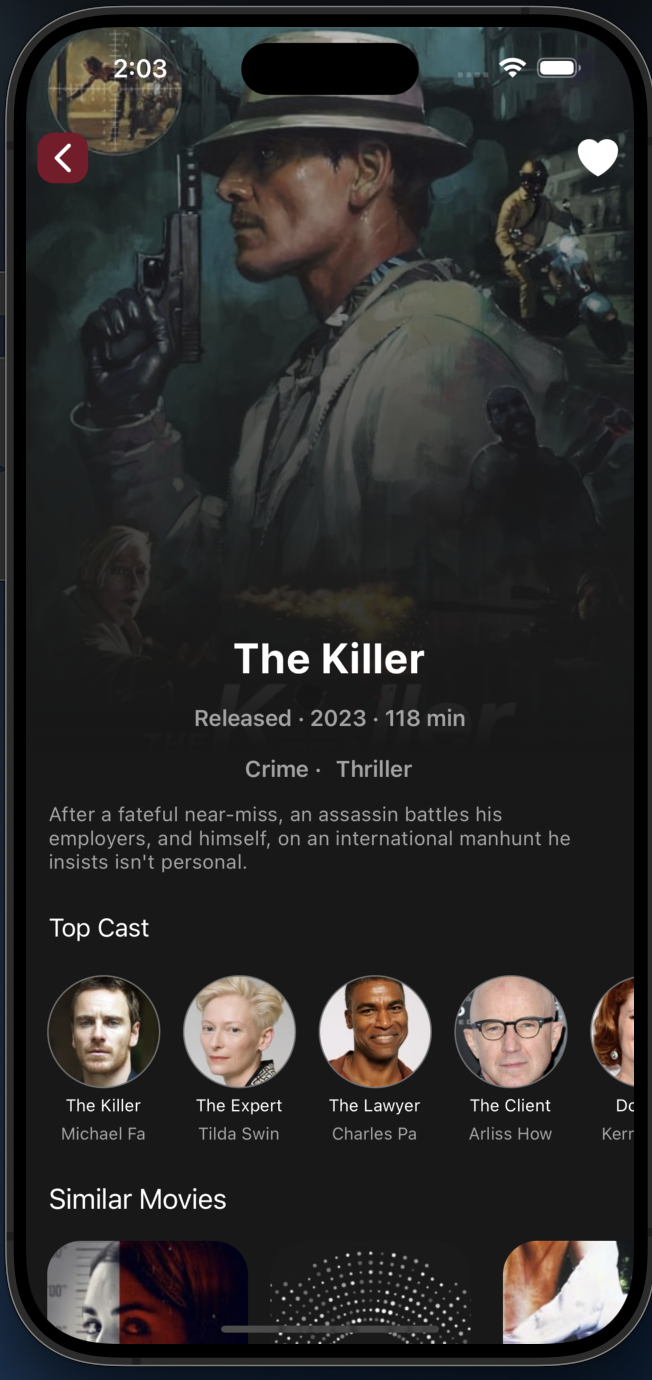 2:03
The Killer
Released · 2023 · 118 min
Crime · Thriller
After a fateful near-miss, an assassin battles his
employers, and himself, on an international manhunt he
insists isn't personal.
Top Cast
The Killer
The Expert
The Lawyer
The Client
Do
Michael Fa
Tilda Swin
Charles Pa
Arliss How
Kerr
Similar Movies